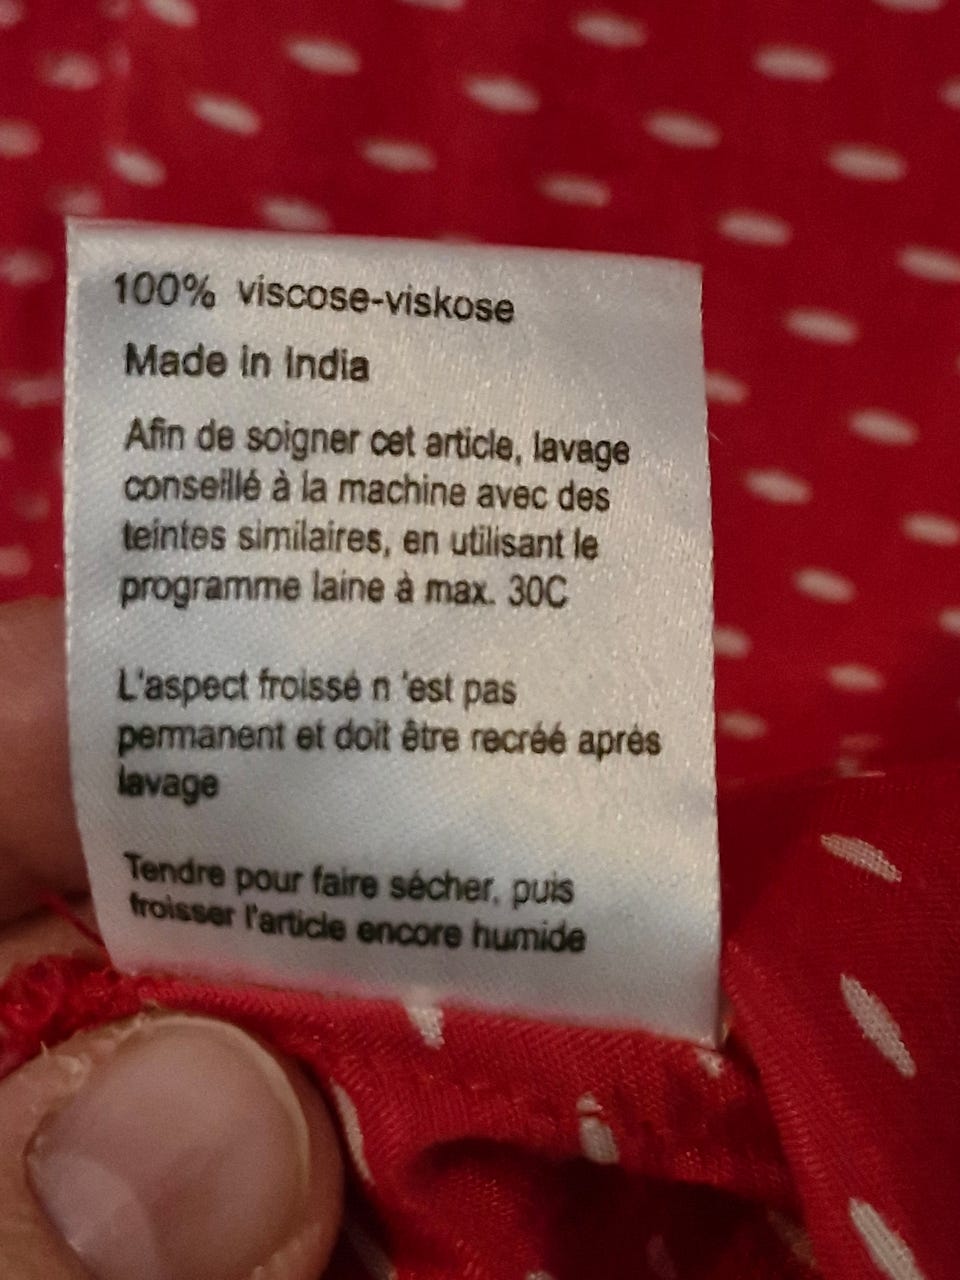 100% viscose-viskose
Made in India
Afin de soigner cet article, lavage
conseillé à la machine avec des
teintes similaires, en utilisant le
programme laine à max. 30C
L'aspect froissé n 'est pas
permanent et doit être recréé après
lavage
Tendre pour faire sécher, puis
froisser l'article encore humide